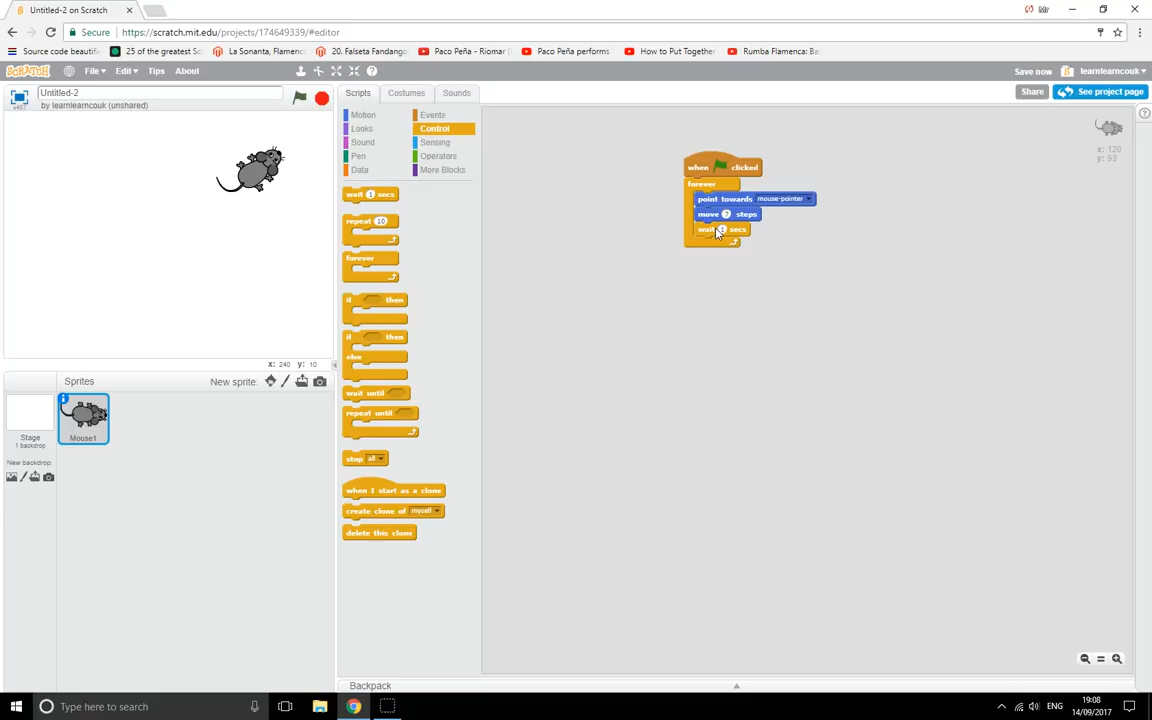 Untitled-2 on Scratch
Mr
Secure
https://scratch.mit.edu/projects/174649339/#editor
Source code beautifi
25 of the greatest Sc
La Sonanta, Flamenc
20. Falseta Fandango
Paco Peña - Riomar (
Paco Peña performs
How to Put Together
Rumba Flamenca: Ba
SCRATCH
File
Edit
Tips
About
Save now
learnlearncouk
Untitled-2
by learnlearncouk (unshared)
v457
Scripts
Costumes
Sounds
Share
See project page
Motion
Events
Looks
Control
Sound
Sensing
Pen
Operators
Data
More Blocks
x: 120
y: 93
wait 1 secs
repeat 10
forever
if then
if then
else
wait until
repeat until
stop all
when I start as a clone
create clone of myself
delete this clone
when clicked
forever
point towards mouse-pointer
move 7 steps
wait 1 secs
x: 240 y: 10
Sprites
New sprite:
Stage
1 backdrop
New backdrop:
Mouse1
Backpack
Type here to search
ENG
19:08
14/09/2017